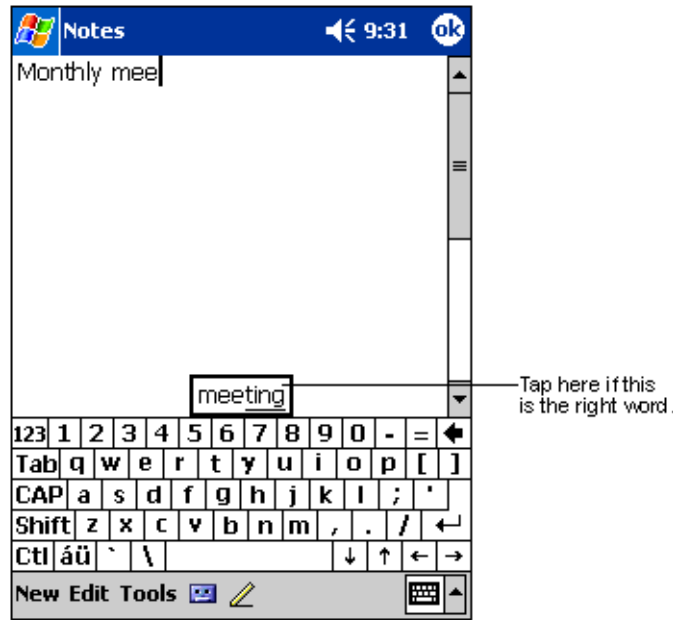 Notes 9:31 ok
Monthly mee
meeting
Tap here if this
is the right word.
123 1 2 3 4 5 6 7 8 9 0 - = 🡄
Tab q w e r t y u i o p [ ]
CAP a s d f g h j k l ; '
Shift z x c v b n m , . / ↵
Ctl áü ` \ ↓ ↑ ← →
New Edit Tools